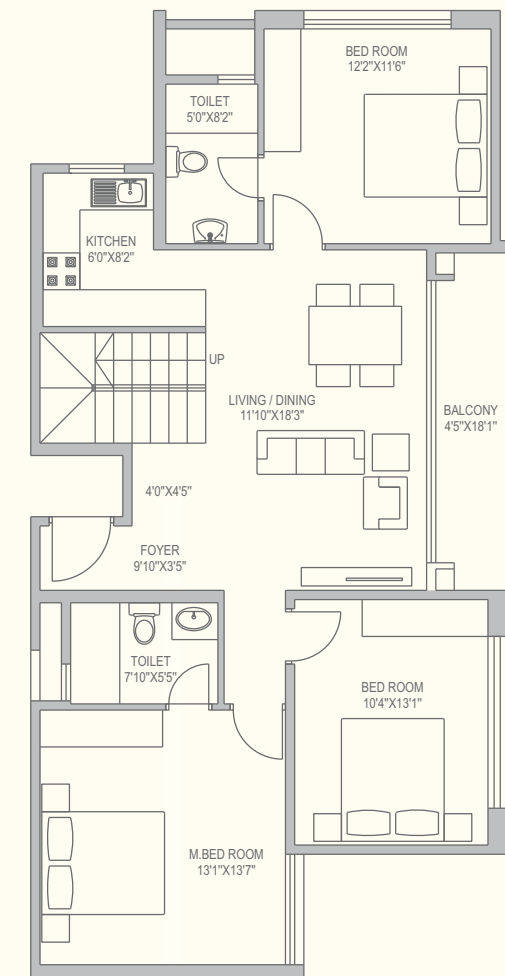 BED ROOM
12'2"X11'6"
TOILET
5'0"X8'2"
KITCHEN
6'0"X8'2"
UP
LIVING / DINING
11'10"X18'3"
BALCONY
4'5"X18'1"
4'0"X4'5"
FOYER
9'10"X3'5"
TOILET
7'10"X5'5"
BED ROOM
10'4"X13'1"
M.BED ROOM
13'1"X13'7"